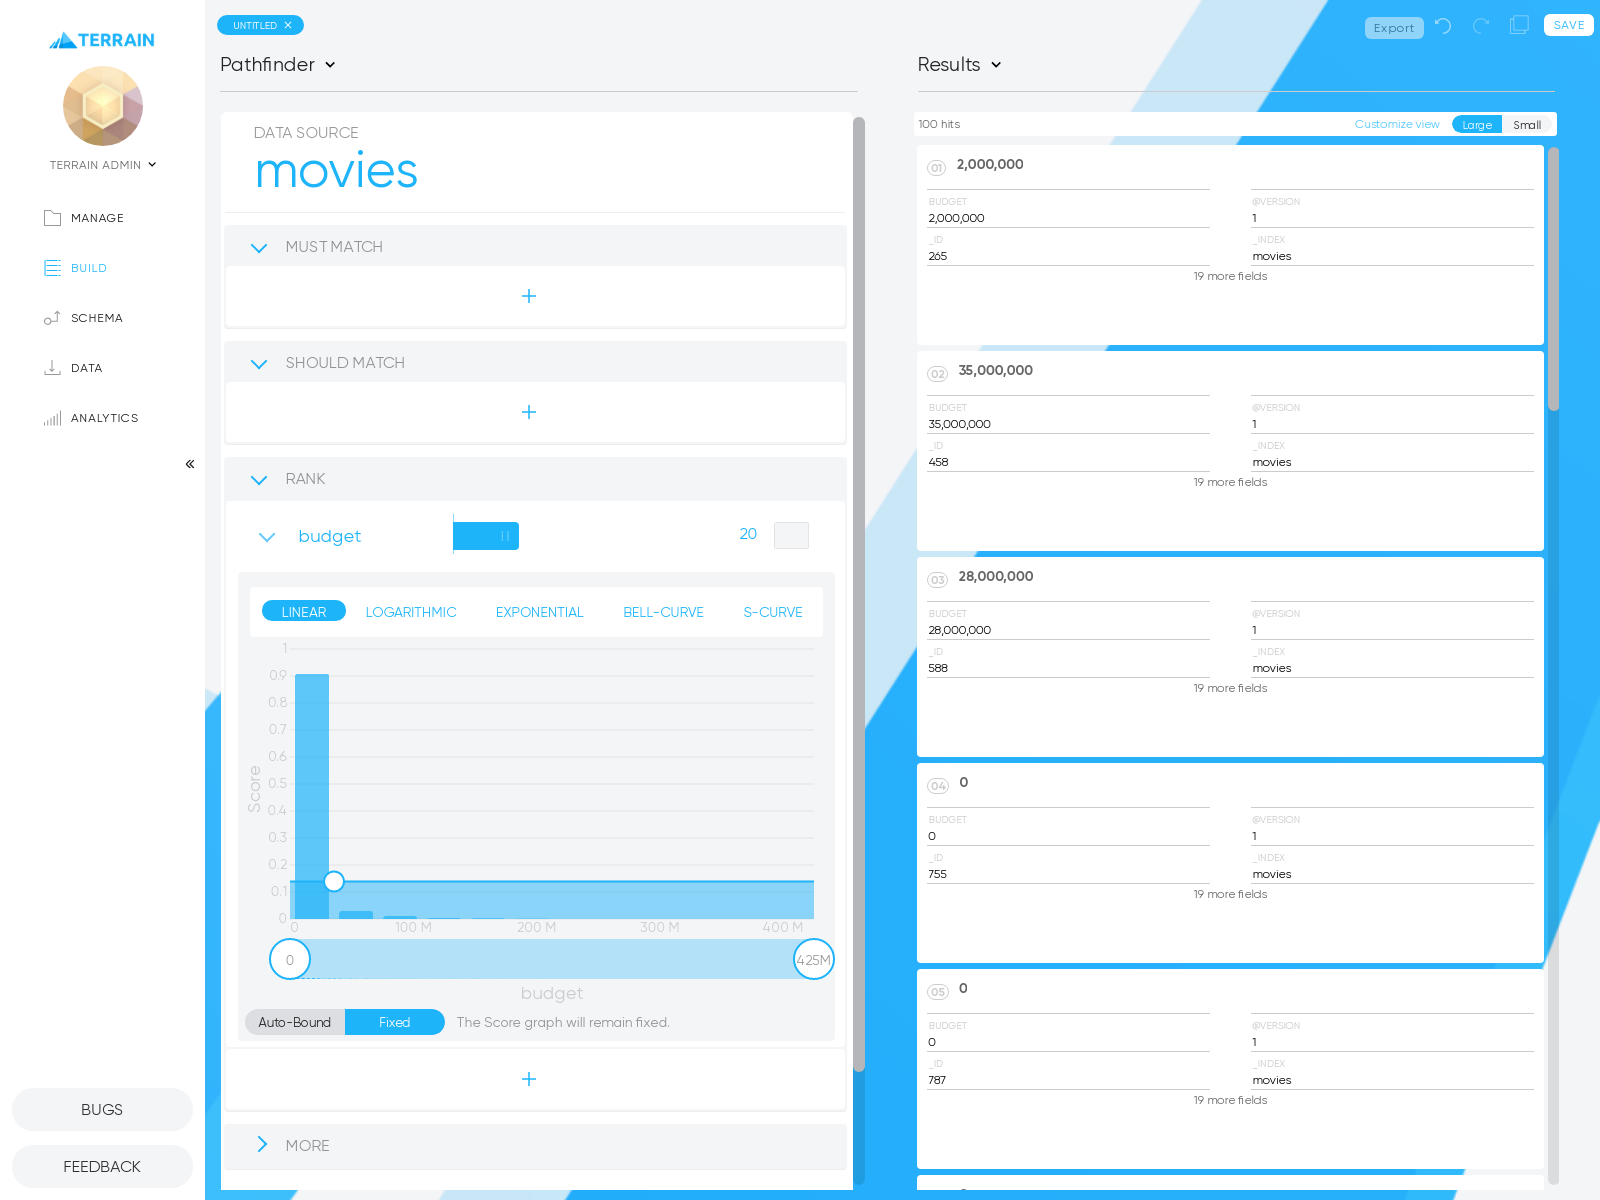 TERRAIN
TERRAIN ADMIN
MANAGE
BUILD
SCHEMA
DATA
ANALYTICS
BUGS
FEEDBACK
UNTITLED
Pathfinder
DATA SOURCE
movies
MUST MATCH
+
SHOULD MATCH
+
RANK
budget
20
LINEAR LOGARITHMIC EXPONENTIAL BELL-CURVE S-CURVE
1
0.9
0.8
0.7
0.6
0.5
0.4
0.3
0.2
0.1
0
Score
0 100 M 200 M 300 M 400 M
0 425M
budget
Auto-Bound Fixed The Score graph will remain fixed.
+
MORE
Export SAVE
Results
100 hits Customize view Large Small
01 2,000,000
BUDGET @VERSION
2,000,000 1
_ID _INDEX
265 movies
19 more fields
02 35,000,000
BUDGET @VERSION
35,000,000 1
_ID _INDEX
458 movies
19 more fields
03 28,000,000
BUDGET @VERSION
28,000,000 1
_ID _INDEX
588 movies
19 more fields
04 0
BUDGET @VERSION
0 1
_ID _INDEX
755 movies
19 more fields
05 0
BUDGET @VERSION
0 1
_ID _INDEX
787 movies
19 more fields